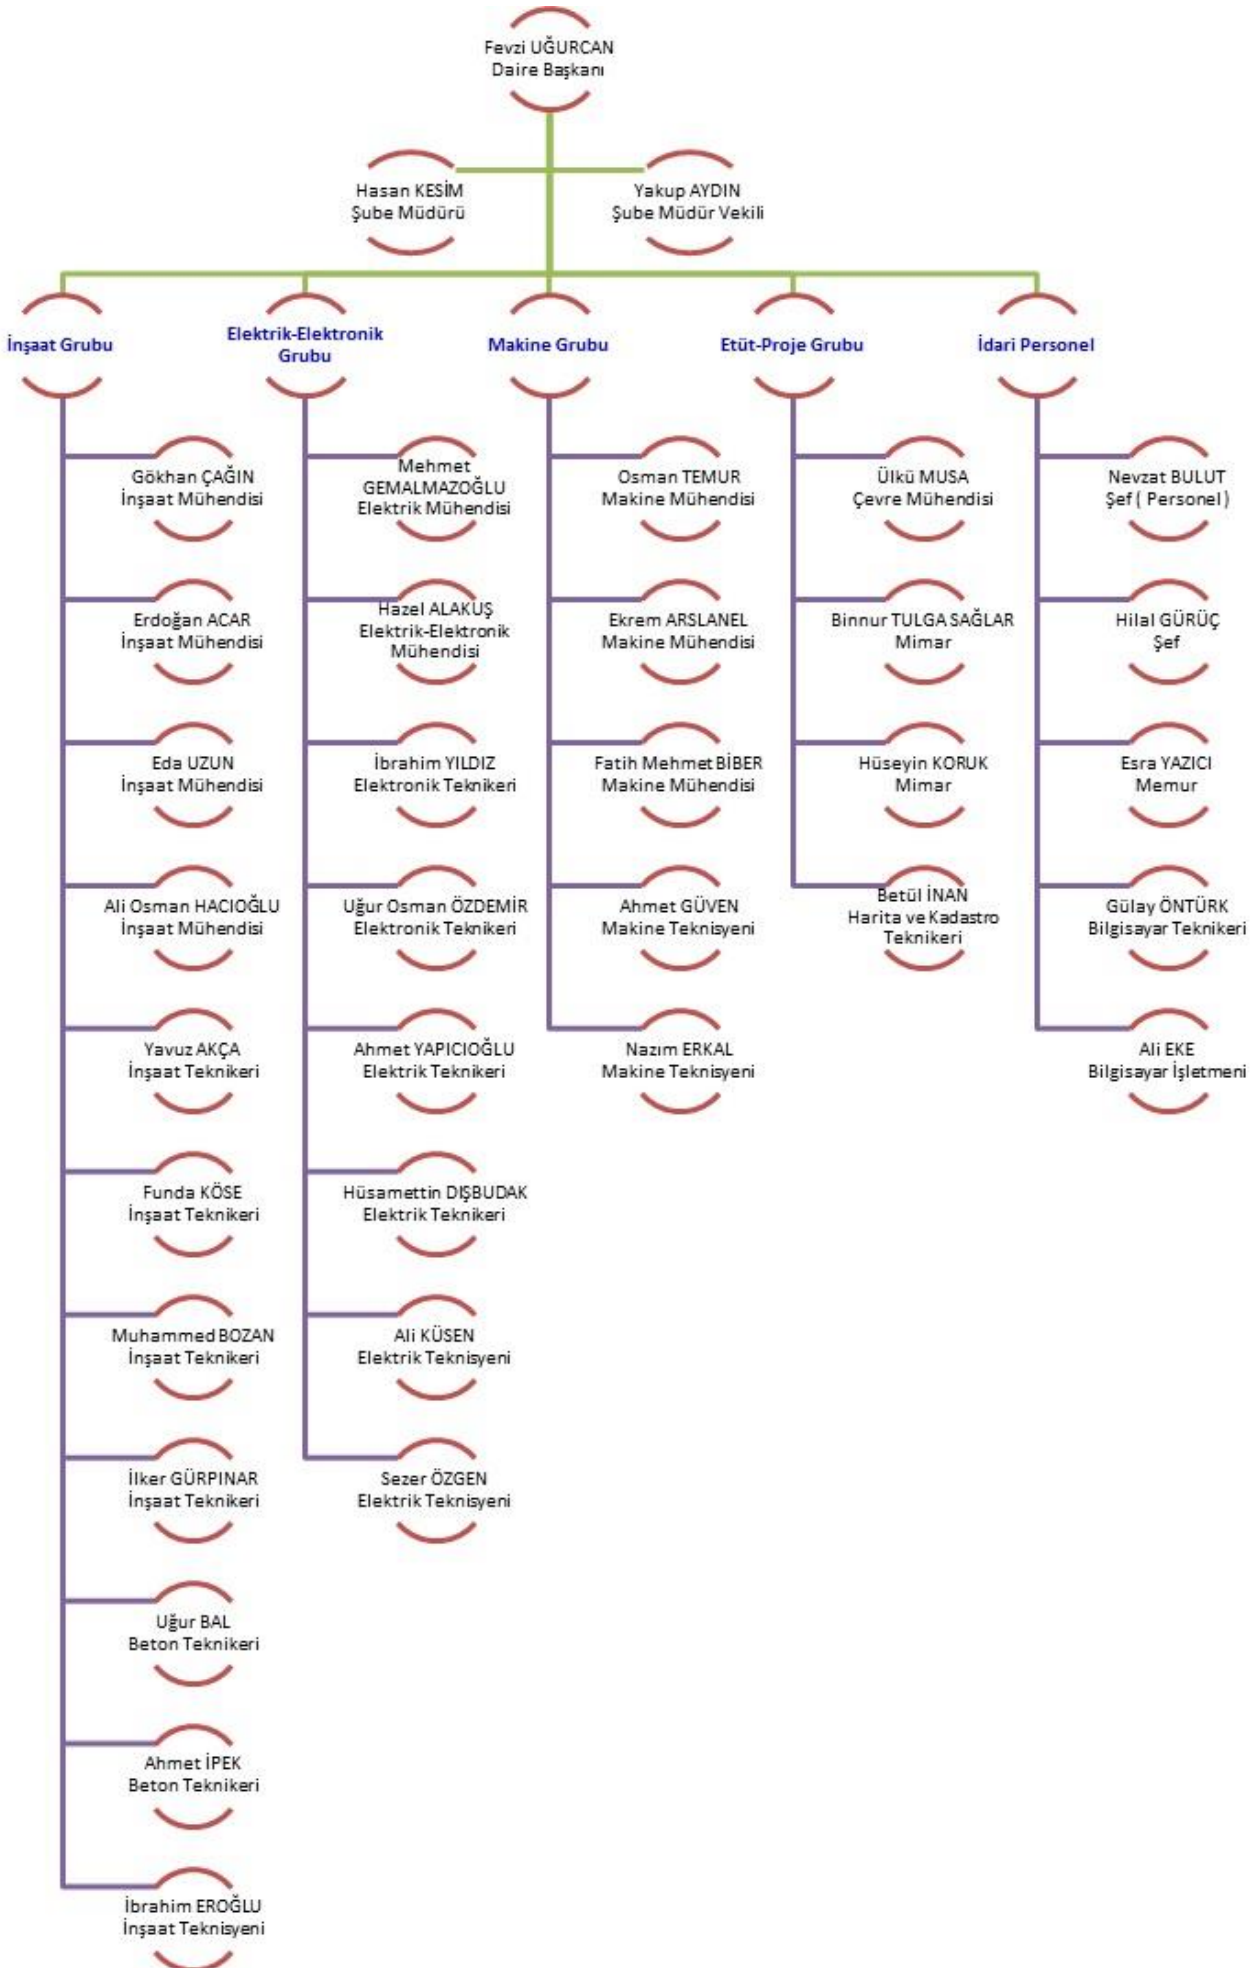 Fevzi UĞURCAN
Daire Başkanı
Hasan KESİM
Şube Müdürü
Yakup AYDIN
Şube Müdür Vekili
İnşaat Grubu
Gökhan ÇAĞIN
İnşaat Mühendisi
Erdoğan ACAR
İnşaat Mühendisi
Eda UZUN
İnşaat Mühendisi
Ali Osman HACIOĞLU
İnşaat Mühendisi
Yavuz AKÇA
İnşaat Teknikeri
Funda KÖSE
İnşaat Teknikeri
Muhammed BOZAN
İnşaat Teknikeri
İlker GÜRPINAR
İnşaat Teknikeri
Uğur BAL
Beton Teknikeri
Ahmet İPEK
Beton Teknikeri
İbrahim EROĞLU
İnşaat Teknisyeni
Elektrik-Elektronik
Grubu
Mehmet
GEMALMAZOĞLU
Elektrik Mühendisi
Hazel ALAKUŞ
Elektrik-Elektronik
Mühendisi
İbrahim YILDIZ
Elektronik Teknikeri
Uğur Osman ÖZDEMİR
Elektronik Teknikeri
Ahmet YAPICIOĞLU
Elektrik Teknikeri
Hüsamettin DIŞBUDAK
Elektrik Teknikeri
Ali KÜSEN
Elektrik Teknisyeni
Sezer ÖZGEN
Elektrik Teknisyeni
Makine Grubu
Osman TEMUR
Makine Mühendisi
Ekrem ARSLANEL
Makine Mühendisi
Fatih Mehmet BİBER
Makine Mühendisi
Ahmet GÜVEN
Makine Teknisyeni
Nazım ERKAL
Makine Teknisyeni
Etüt-Proje Grubu
Ülkü MUSA
Çevre Mühendisi
Binnur TULGA SAĞLAR
Mimar
Hüseyin KORUK
Mimar
Betül İNAN
Harita ve Kadastro
Teknikeri
İdari Personel
Nevzat BULUT
Şef ( Personel )
Hilal GÜRÜÇ
Şef
Esra YAZICI
Memur
Gülay ÖNTÜRK
Bilgisayar Teknikeri
Ali EKE
Bilgisayar İşletmeni